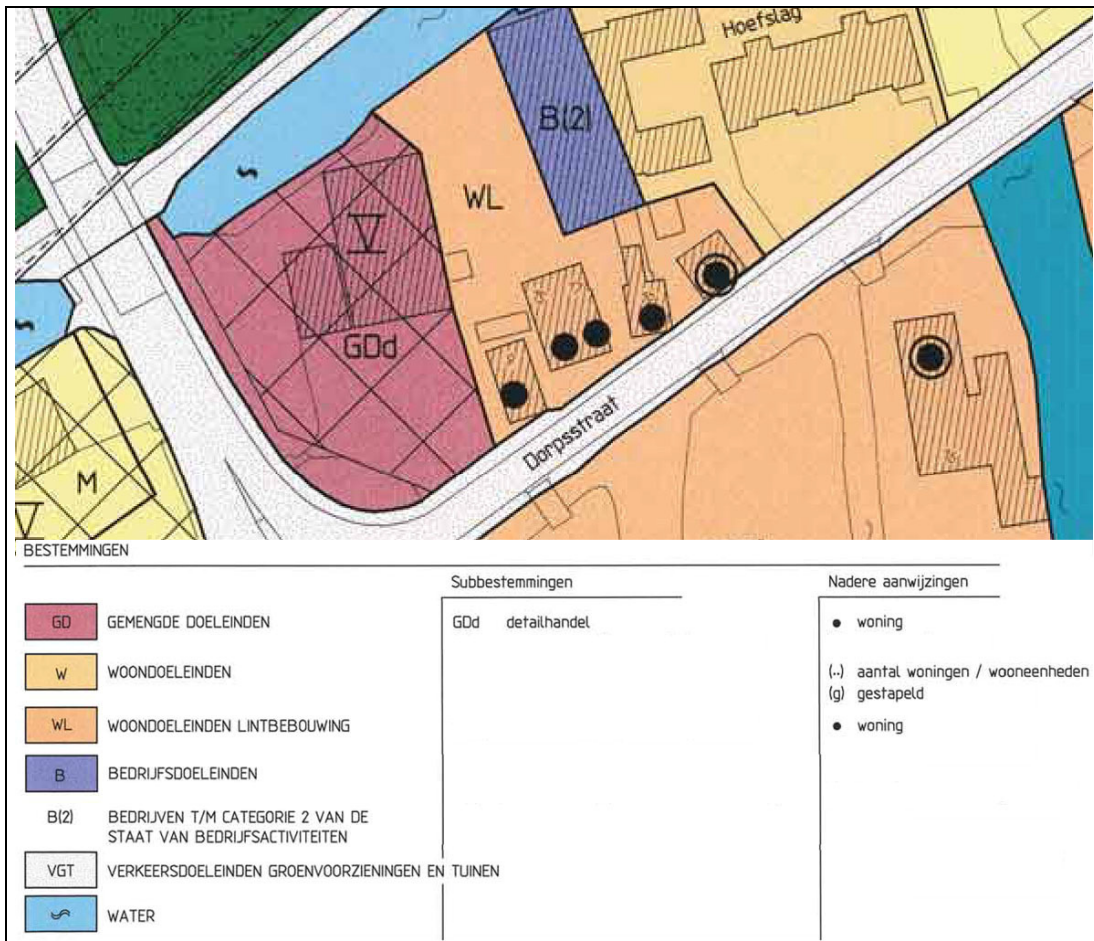 Hoefslag
B(2)
WL
V
GDd
Dorpsstraat
M
V
BESTEMMINGEN
Subbestemmingen
Nadere aanwijzingen
GD GEMENGDE DOELEINDEN
GDd detailhandel
● woning
W WOONDOELEINDEN
(..) aantal woningen / wooneenheden
(g) gestapeld
WL WOONDOELEINDEN LINTBEBOUWING
● woning
B BEDRIJFSDOELEINDEN
B(2) BEDRIJVEN T/M CATEGORIE 2 VAN DE
STAAT VAN BEDRIJFSACTIVITEITEN
VGT VERKEERSDOELEINDEN GROENVOORZIENINGEN EN TUINEN
WATER